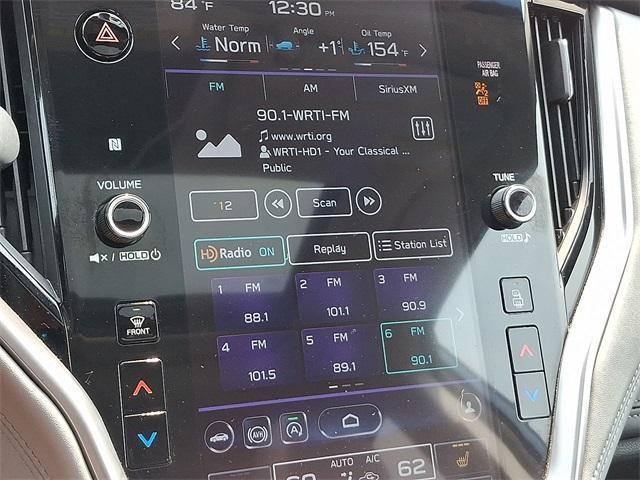 84 °F 12:30 PM
Water Temp Angle Oil Temp
Norm +1° 154 °F
PASSENGER
AIR BAG
OFF
FM AM SiriusXM
90.1-WRTI-FM
www.wrti.org
WRTI-HD1 - Your Classical ...
Public
VOLUME
TUNE
12 Scan
/ HOLD
HOLD
HD Radio ON Replay Station List
1 FM 88.1
2 FM 101.1
3 FM 90.9
FRONT
4 FM 101.5
5 FM 89.1
6 FM 90.1
AVH A
AUTO A/C
62